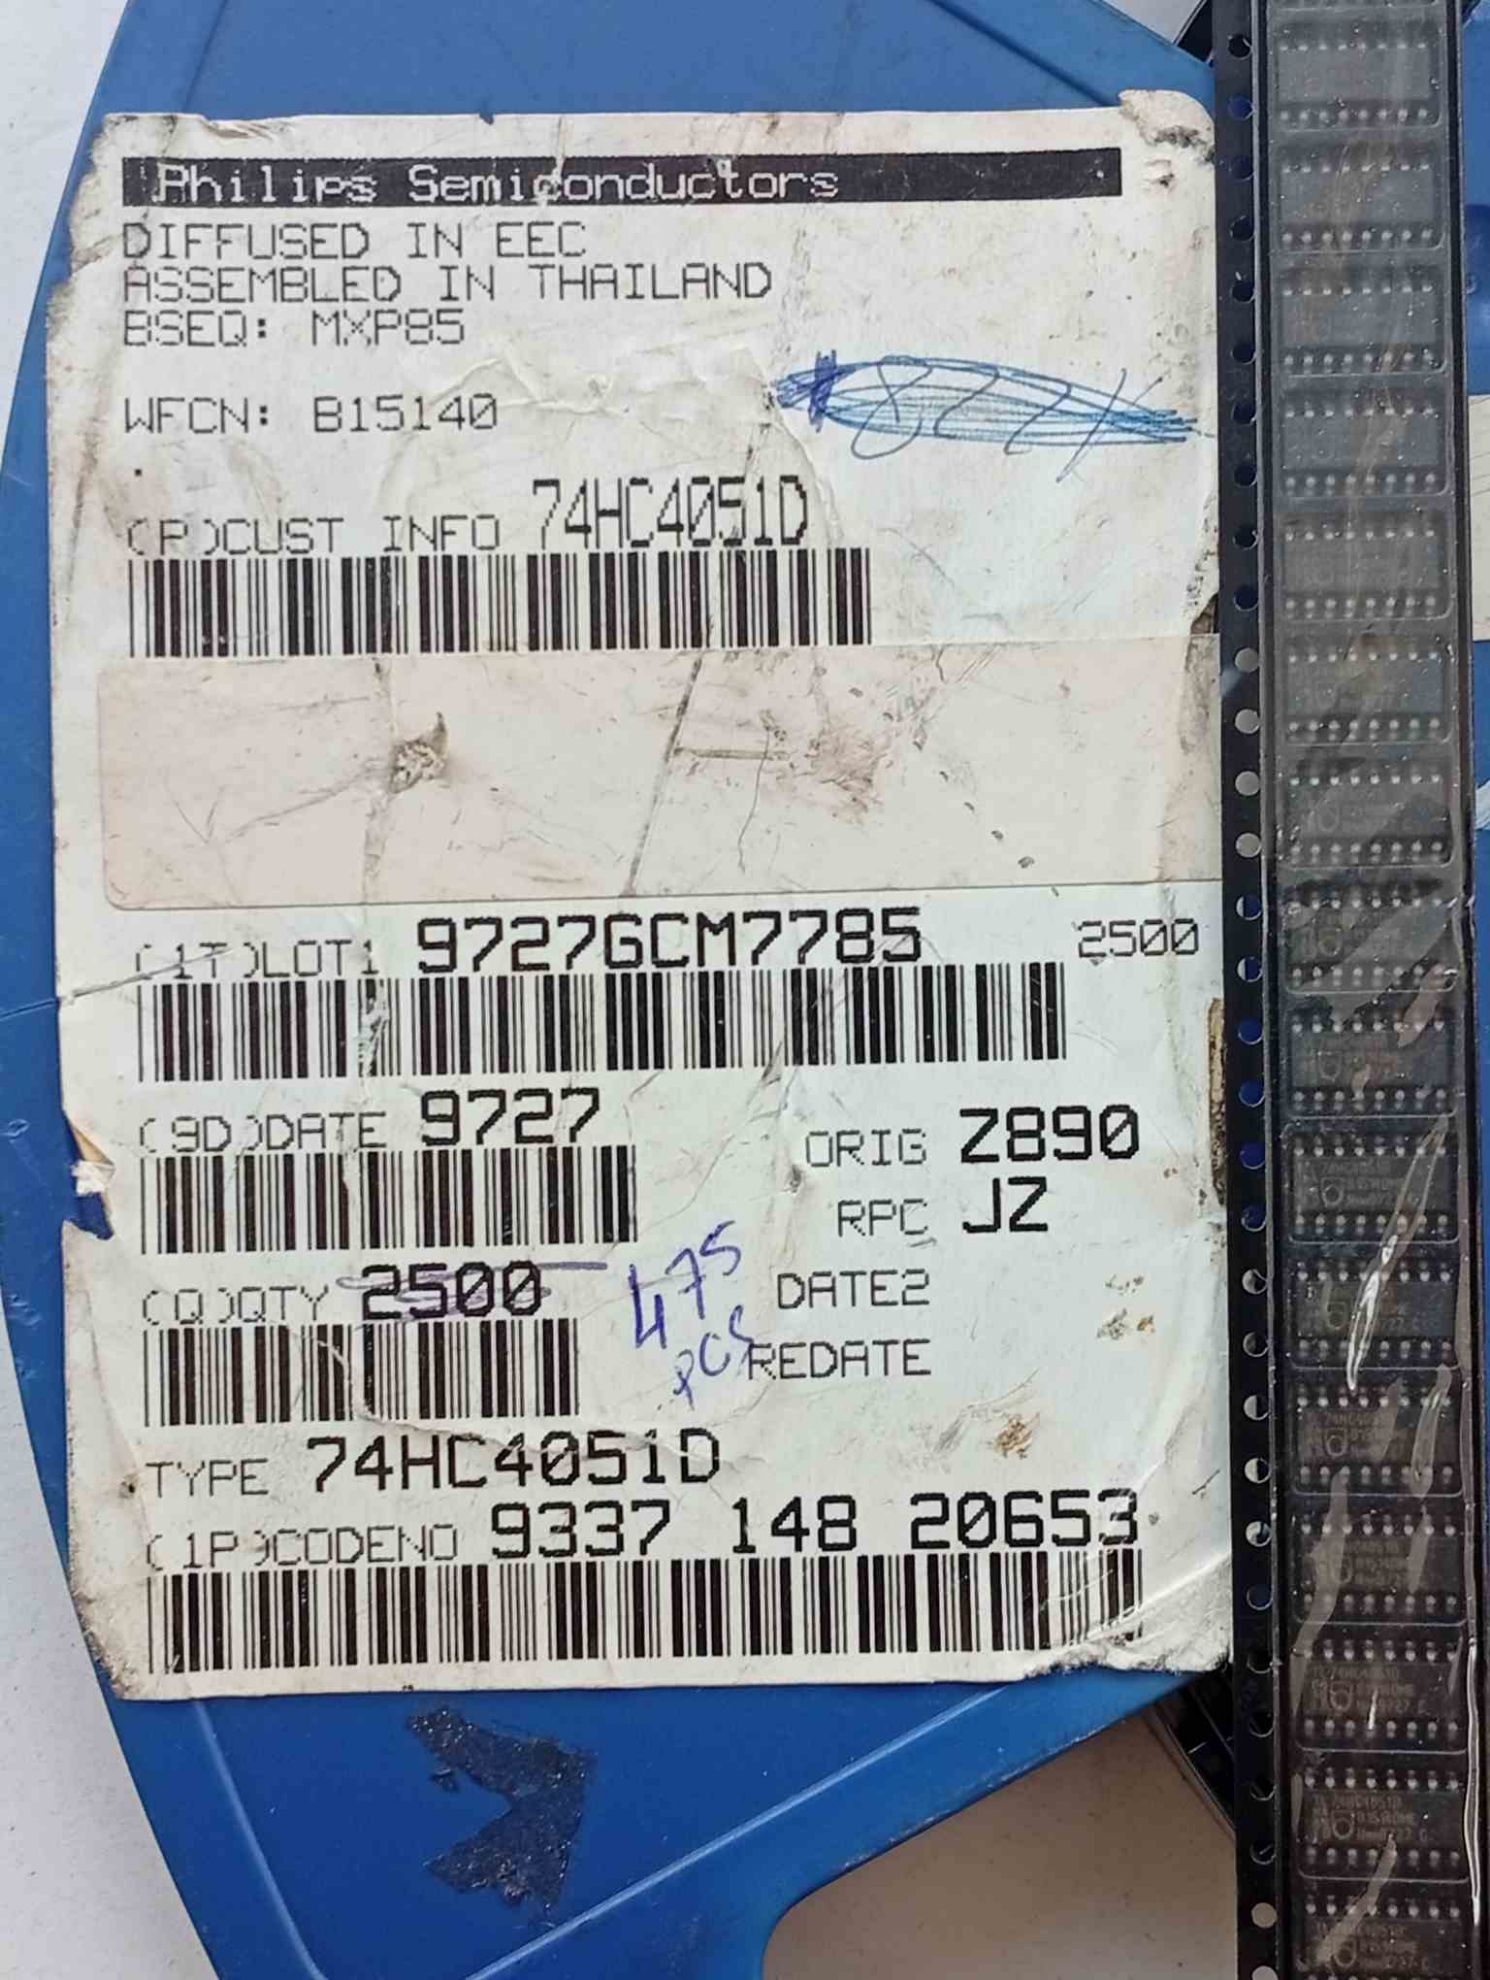 Philips Semiconductors
DIFFUSED IN EEC
ASSEMBLED IN THAILAND
BSEQ: MXP85
WFCN: B15140
(P)CUST INFO 74HC4051D
(1T)LOT1 9727GCM7785 2500
(9D)DATE 9727
ORIG Z890
RPC JZ
(Q)QTY 2500
475
PCS
DATE2
REDATE
TYPE 74HC4051D
(1P)CODENO 9337 148 20653